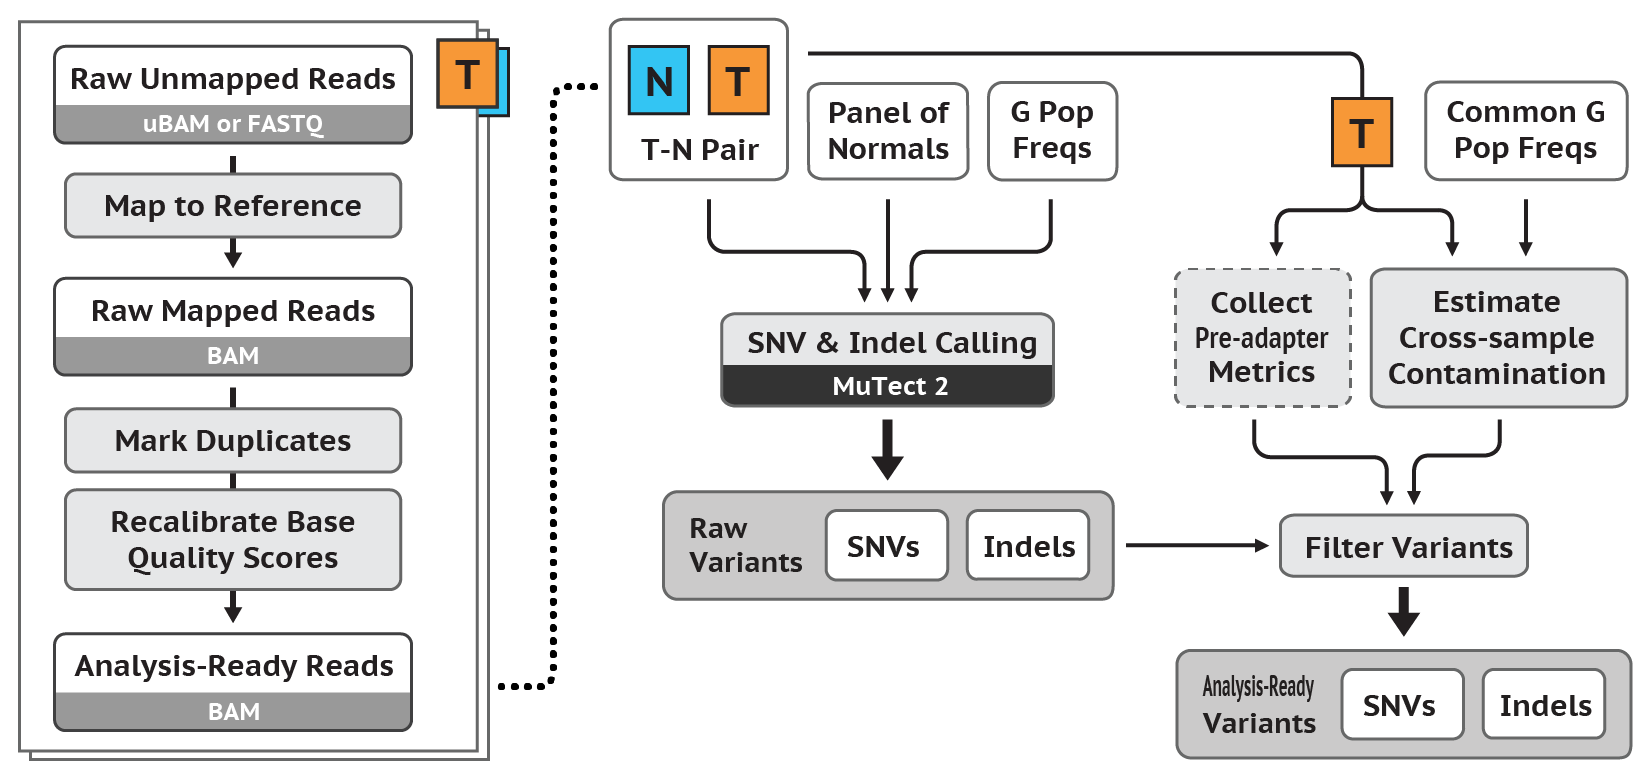 Raw Unmapped Reads
uBAM or FASTQ
Map to Reference
Raw Mapped Reads
BAM
Mark Duplicates
Recalibrate Base
Quality Scores
Analysis-Ready Reads
BAM
T
N T
T-N Pair
Panel of
Normals
G Pop
Freqs
SNV & Indel Calling
MuTect 2
Raw
Variants
SNVs
Indels
T
Common G
Pop Freqs
Collect
Pre-adapter
Metrics
Estimate
Cross-sample
Contamination
Filter Variants
Analysis-Ready
Variants
SNVs
Indels